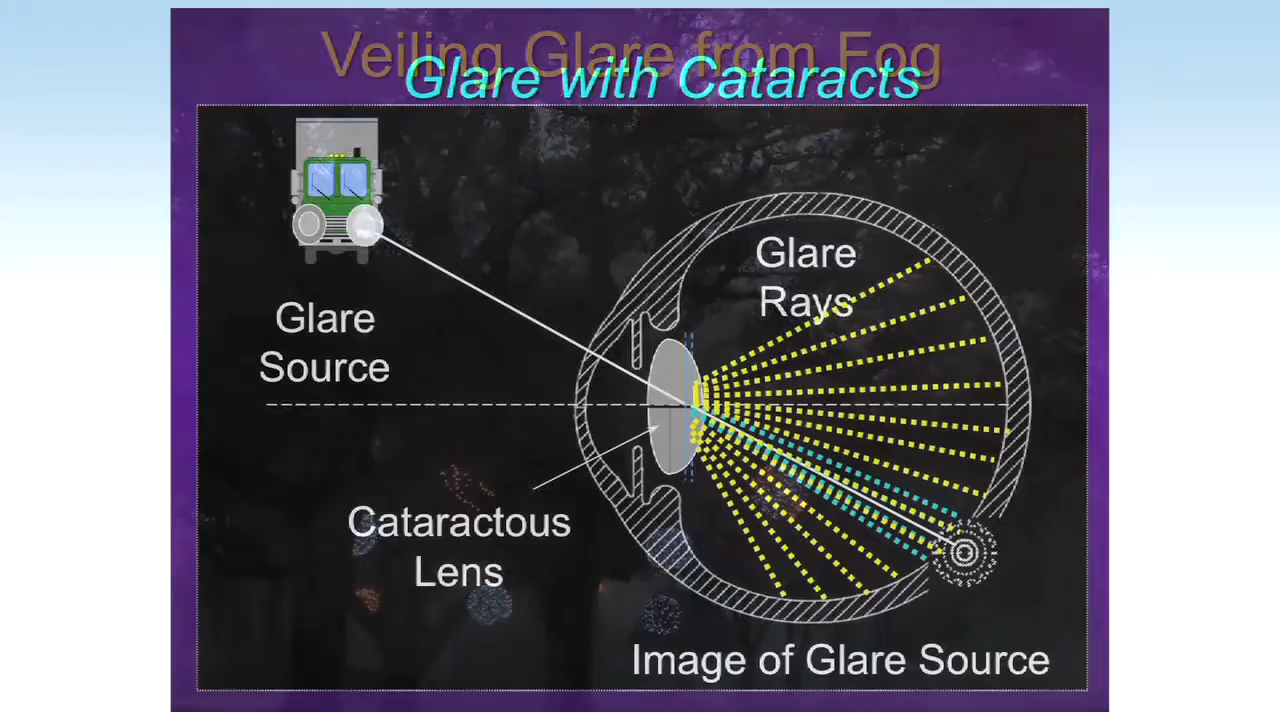 Veiling Glare from Fog
Glare with Cataracts
Glare
Rays
Glare
Source
Cataractous
Lens
Image of Glare Source